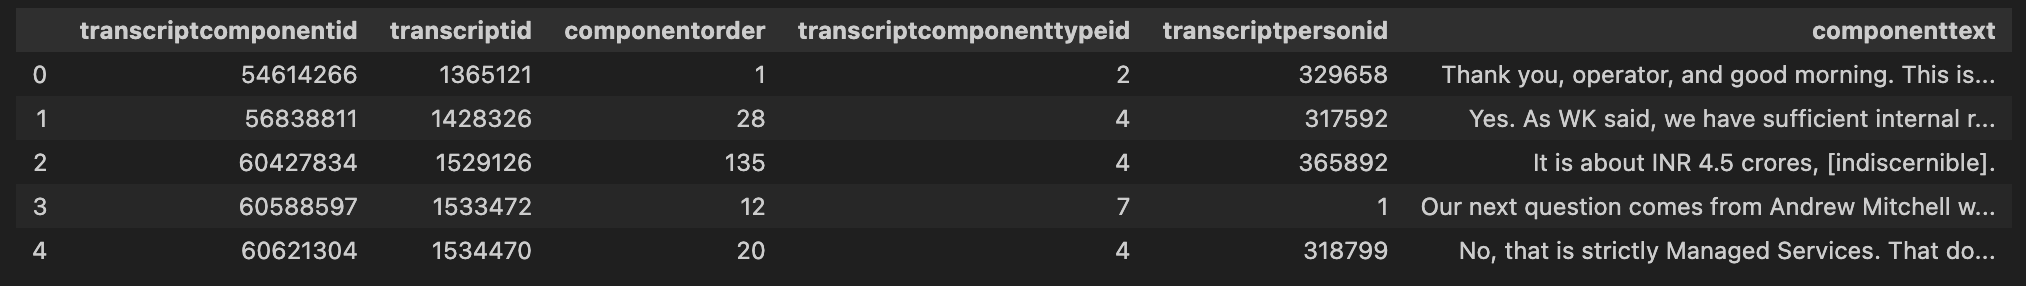 transcriptcomponentid transcriptid componentorder transcriptcomponenttypeid transcriptpersonid componenttext
0 54614266 1365121 1 2 329658 Thank you, operator, and good morning. This is...
1 56838811 1428326 28 4 317592 Yes. As WK said, we have sufficient internal r...
2 60427834 1529126 135 4 365892 It is about INR 4.5 crores, [indiscernible].
3 60588597 1533472 12 7 1 Our next question comes from Andrew Mitchell w...
4 60621304 1534470 20 4 318799 No, that is strictly Managed Services. That do...